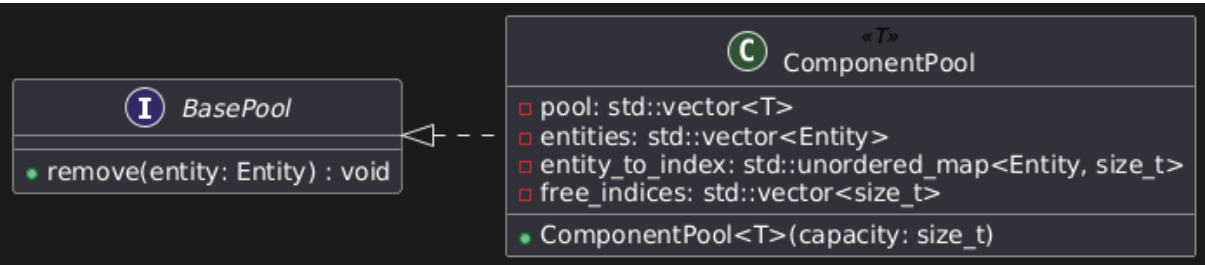 I BasePool
remove(entity: Entity) : void
«T»
C ComponentPool
pool: std::vector<T>
entities: std::vector<Entity>
entity_to_index: std::unordered_map<Entity, size_t>
free_indices: std::vector<size_t>
ComponentPool<T>(capacity: size_t)